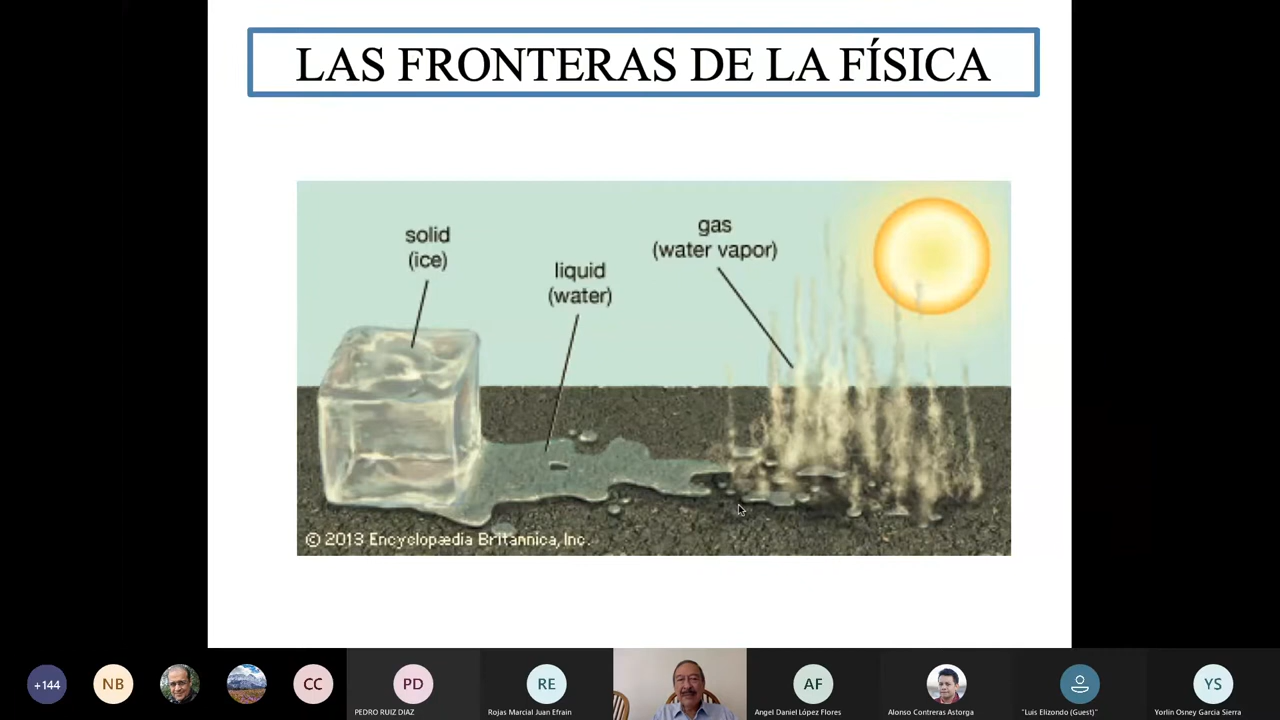 LAS FRONTERAS DE LA FÍSICA
solid
(ice)
liquid
(water)
gas
(water vapor)
© 2013 Encyclopædia Britannica, Inc.
+144
NB
CC
PD
PEDRO RUIZ DIAZ
RE
Rojas Marcial Juan Efrain
AF
Angel Daniel López Flores
Alonso Contreras Astorga
"Luis Elizondo (Guest)"
YS
Yorlin Osney Garcia Sierra